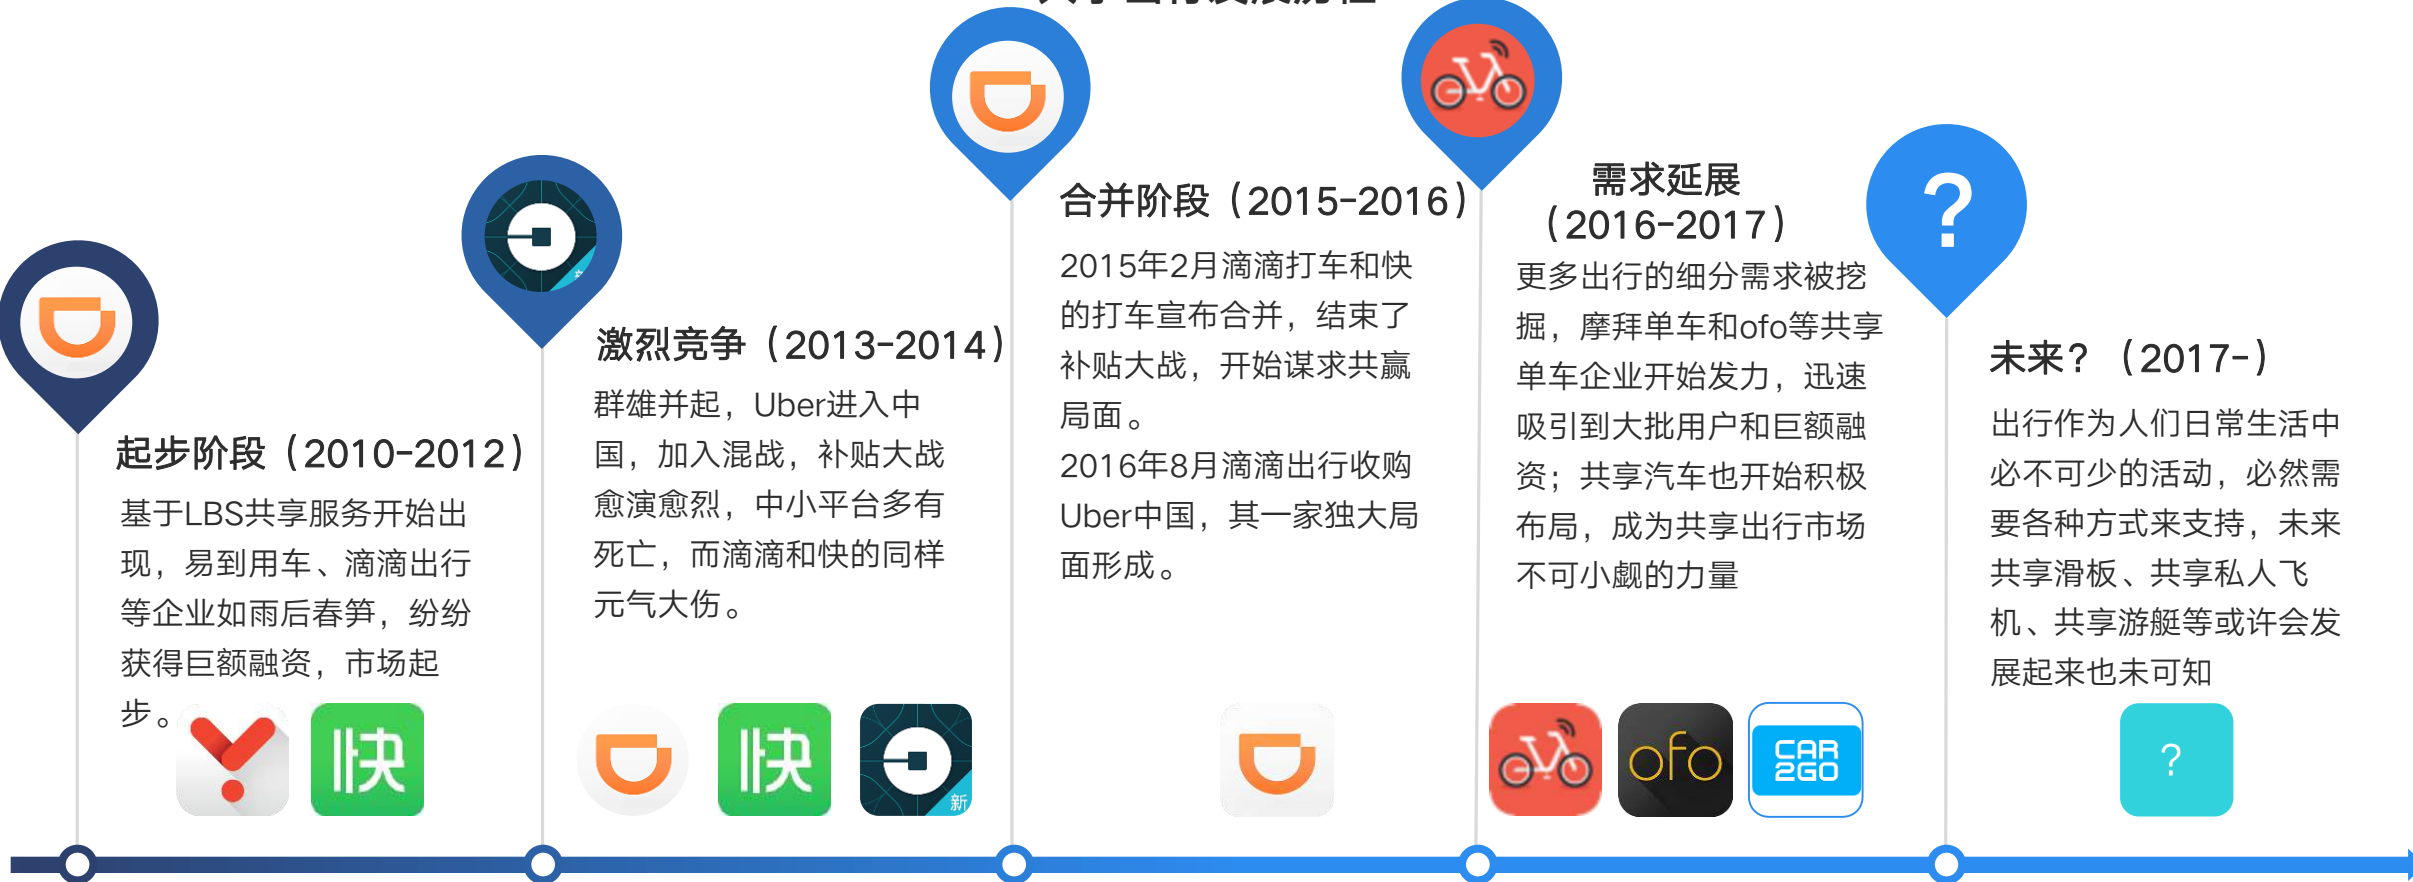 共享出行发展历程
起步阶段（2010-2012）
基于LBS共享服务开始出
现，易到用车、滴滴出行
等企业如雨后春笋，纷纷
获得巨额融资，市场起
步。
快
激烈竞争（2013-2014）
群雄并起，Uber进入中
国，加入混战，补贴大战
愈演愈烈，中小平台多有
死亡，而滴滴和快的同样
元气大伤。
快
新
合并阶段（2015-2016）
2015年2月滴滴打车和快
的打车宣布合并，结束了
补贴大战，开始谋求共赢
局面。
2016年8月滴滴出行收购
Uber中国，其一家独大局
面形成。
需求延展
（2016-2017）
更多出行的细分需求被挖
掘，摩拜单车和ofo等共享
单车企业开始发力，迅速
吸引到大批用户和巨额融
资；共享汽车也开始积极
布局，成为共享出行市场
不可小觑的力量
ofo
CAR
2GO
?
未来？（2017-）
出行作为人们日常生活中
必不可少的活动，必然需
要各种方式来支持，未来
共享滑板、共享私人飞
机、共享游艇等或许会发
展起来也未可知
?